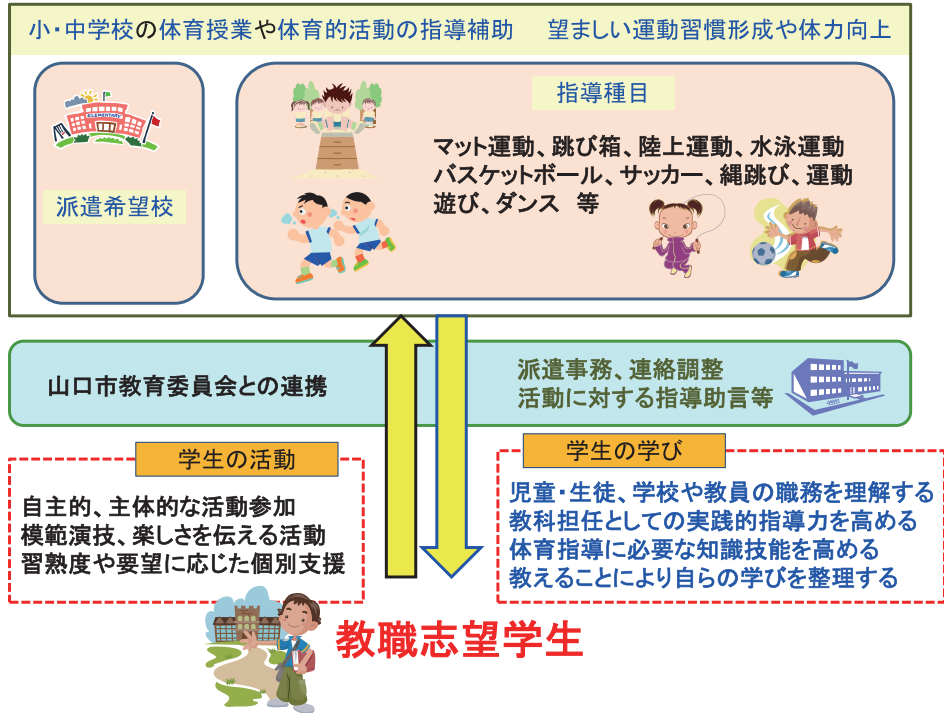 小・中学校の体育授業や体育的活動の指導補助　望ましい運動習慣形成や体力向上
ELEMENTARY
派遣希望校
指導種目
マット運動、跳び箱、陸上運動、水泳運動
バスケットボール、サッカー、縄跳び、運動
遊び、ダンス　等
山口市教育委員会との連携
派遣事務、連絡調整
活動に対する指導助言等
学生の活動
自主的、主体的な活動参加
模範演技、楽しさを伝える活動
習熟度や要望に応じた個別支援
学生の学び
児童・生徒、学校や教員の職務を理解する
教科担任としての実践的指導力を高める
体育指導に必要な知識技能を高める
教えることにより自らの学びを整理する
教職志望学生